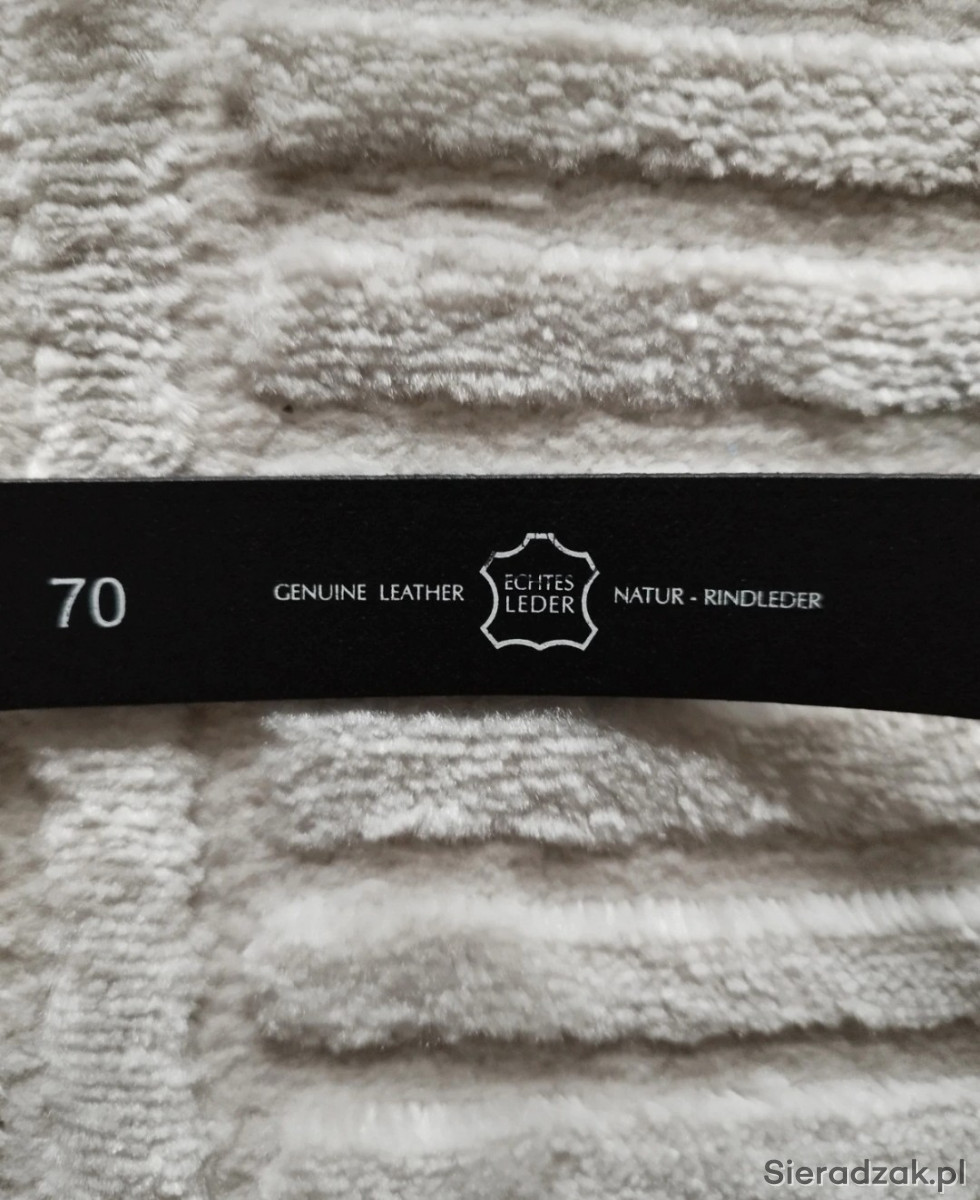 70 GENUINE LEATHER ECHTES LEDER NATUR - RINDLEDER
Sieradzak.pl